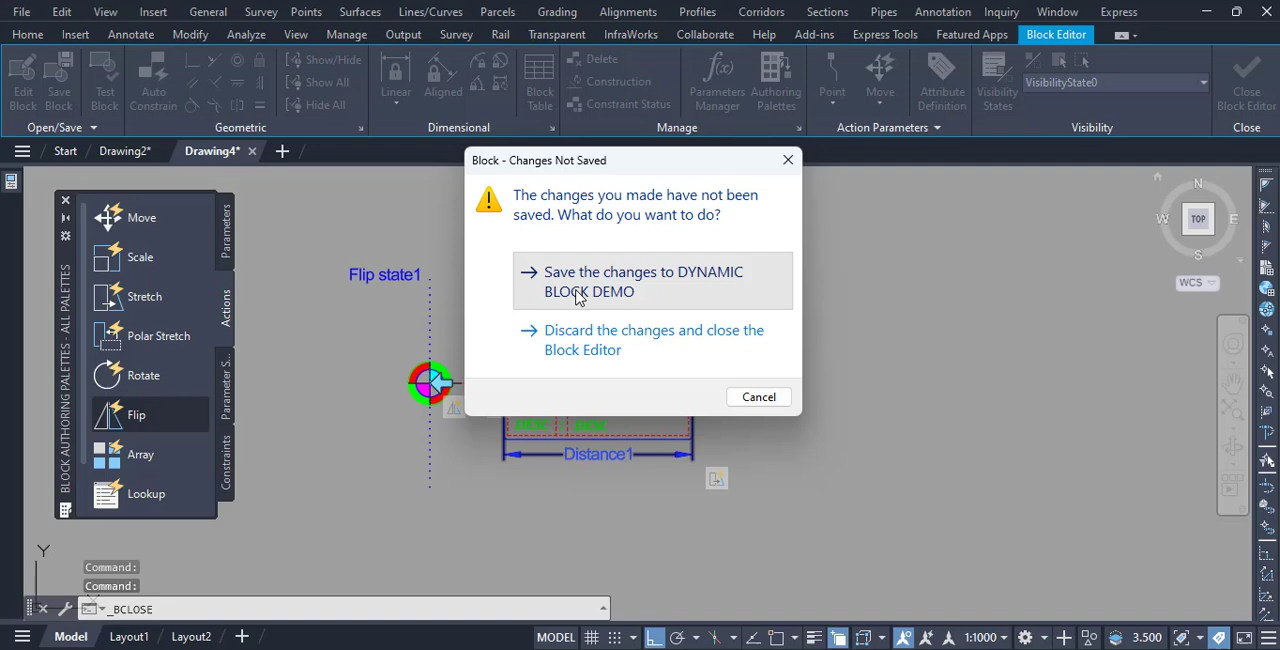 File Edit View Insert General Survey Points Surfaces Lines/Curves Parcels Grading Alignments Profiles Corridors Sections Pipes Annotation Inquiry Window Express
Home Insert Annotate Modify Analyze View Manage Output Survey Rail Transparent InfraWorks Collaborate Help Add-ins Express Tools Featured Apps Block Editor
Edit Block
Save Block
Test Block
Open/Save
Auto Constrain
Show/Hide
Show All
Hide All
Geometric
Linear
Aligned
Dimensional
Block Table
Delete
Construction
Constraint Status
Parameters Manager
Authoring Palettes
Manage
Point
Move
Attribute Definition
Action Parameters
Visibility States
VisibilityState0
Visibility
Close Block Editor
Close
Start Drawing2* Drawing4*
Block - Changes Not Saved
The changes you made have not been
saved. What do you want to do?
Save the changes to DYNAMIC
BLOCK DEMO
Discard the changes and close the
Block Editor
Cancel
Move
Scale
Stretch
Polar Stretch
Rotate
Flip
Array
Lookup
Parameters
Actions
Parameter S...
Constraints
BLOCK AUTHORING PALETTES - ALL PALETTES
Flip state1
DESC DESC
Distance1
N
W TOP E
S
WCS
Y
Command:
Command:
_BCLOSE
Model Layout1 Layout2
MODEL 1:1000 3.500